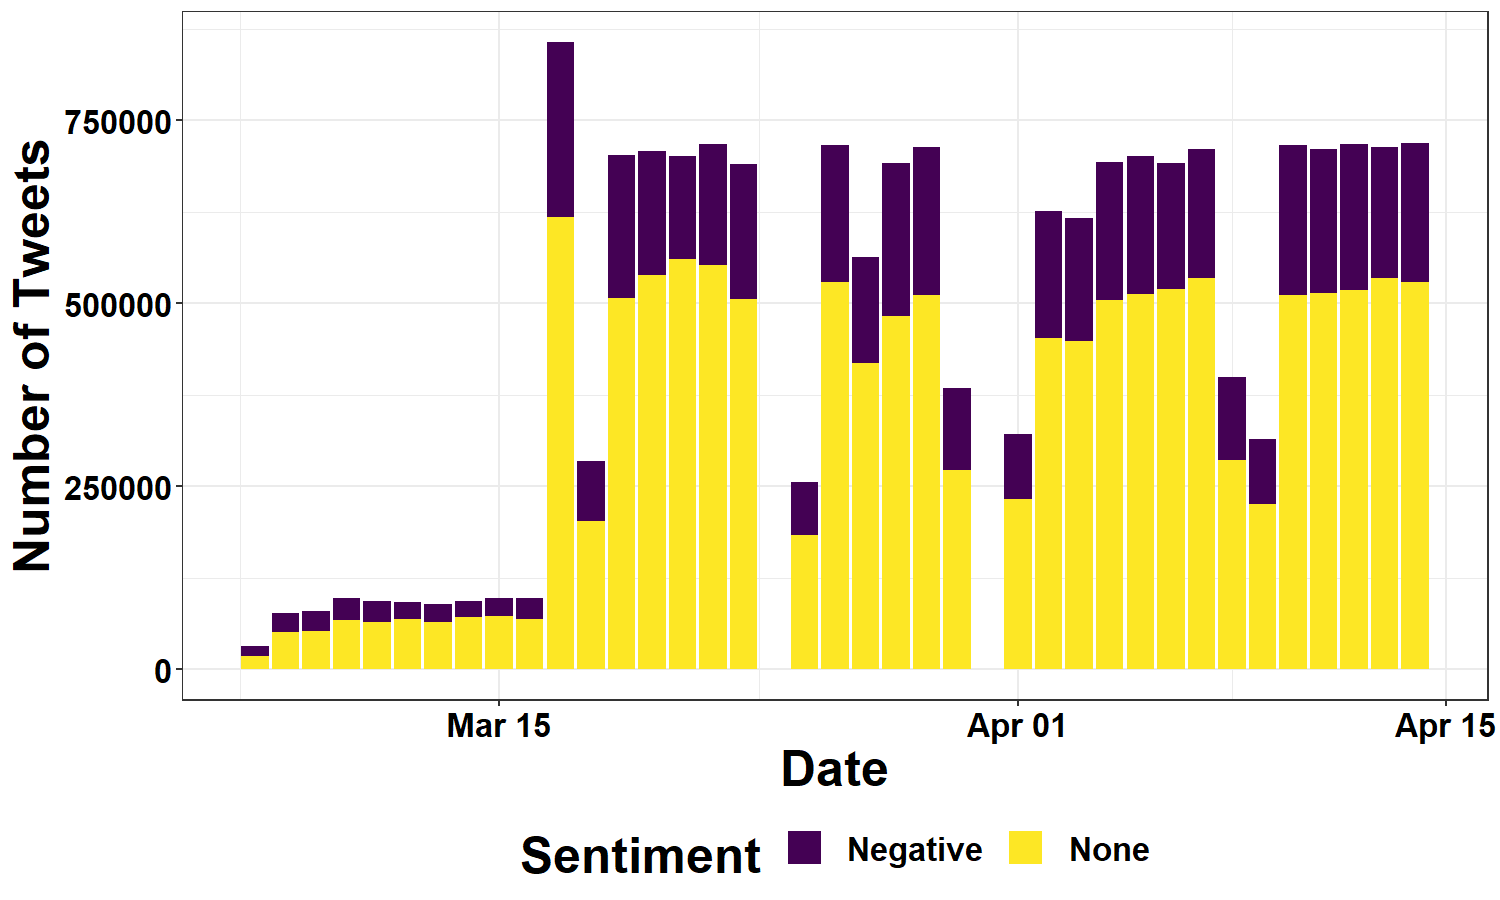 Number of Tweets
750000
500000
250000
0
Mar 15
Apr 01
Apr 15
Date
Sentiment
Negative
None